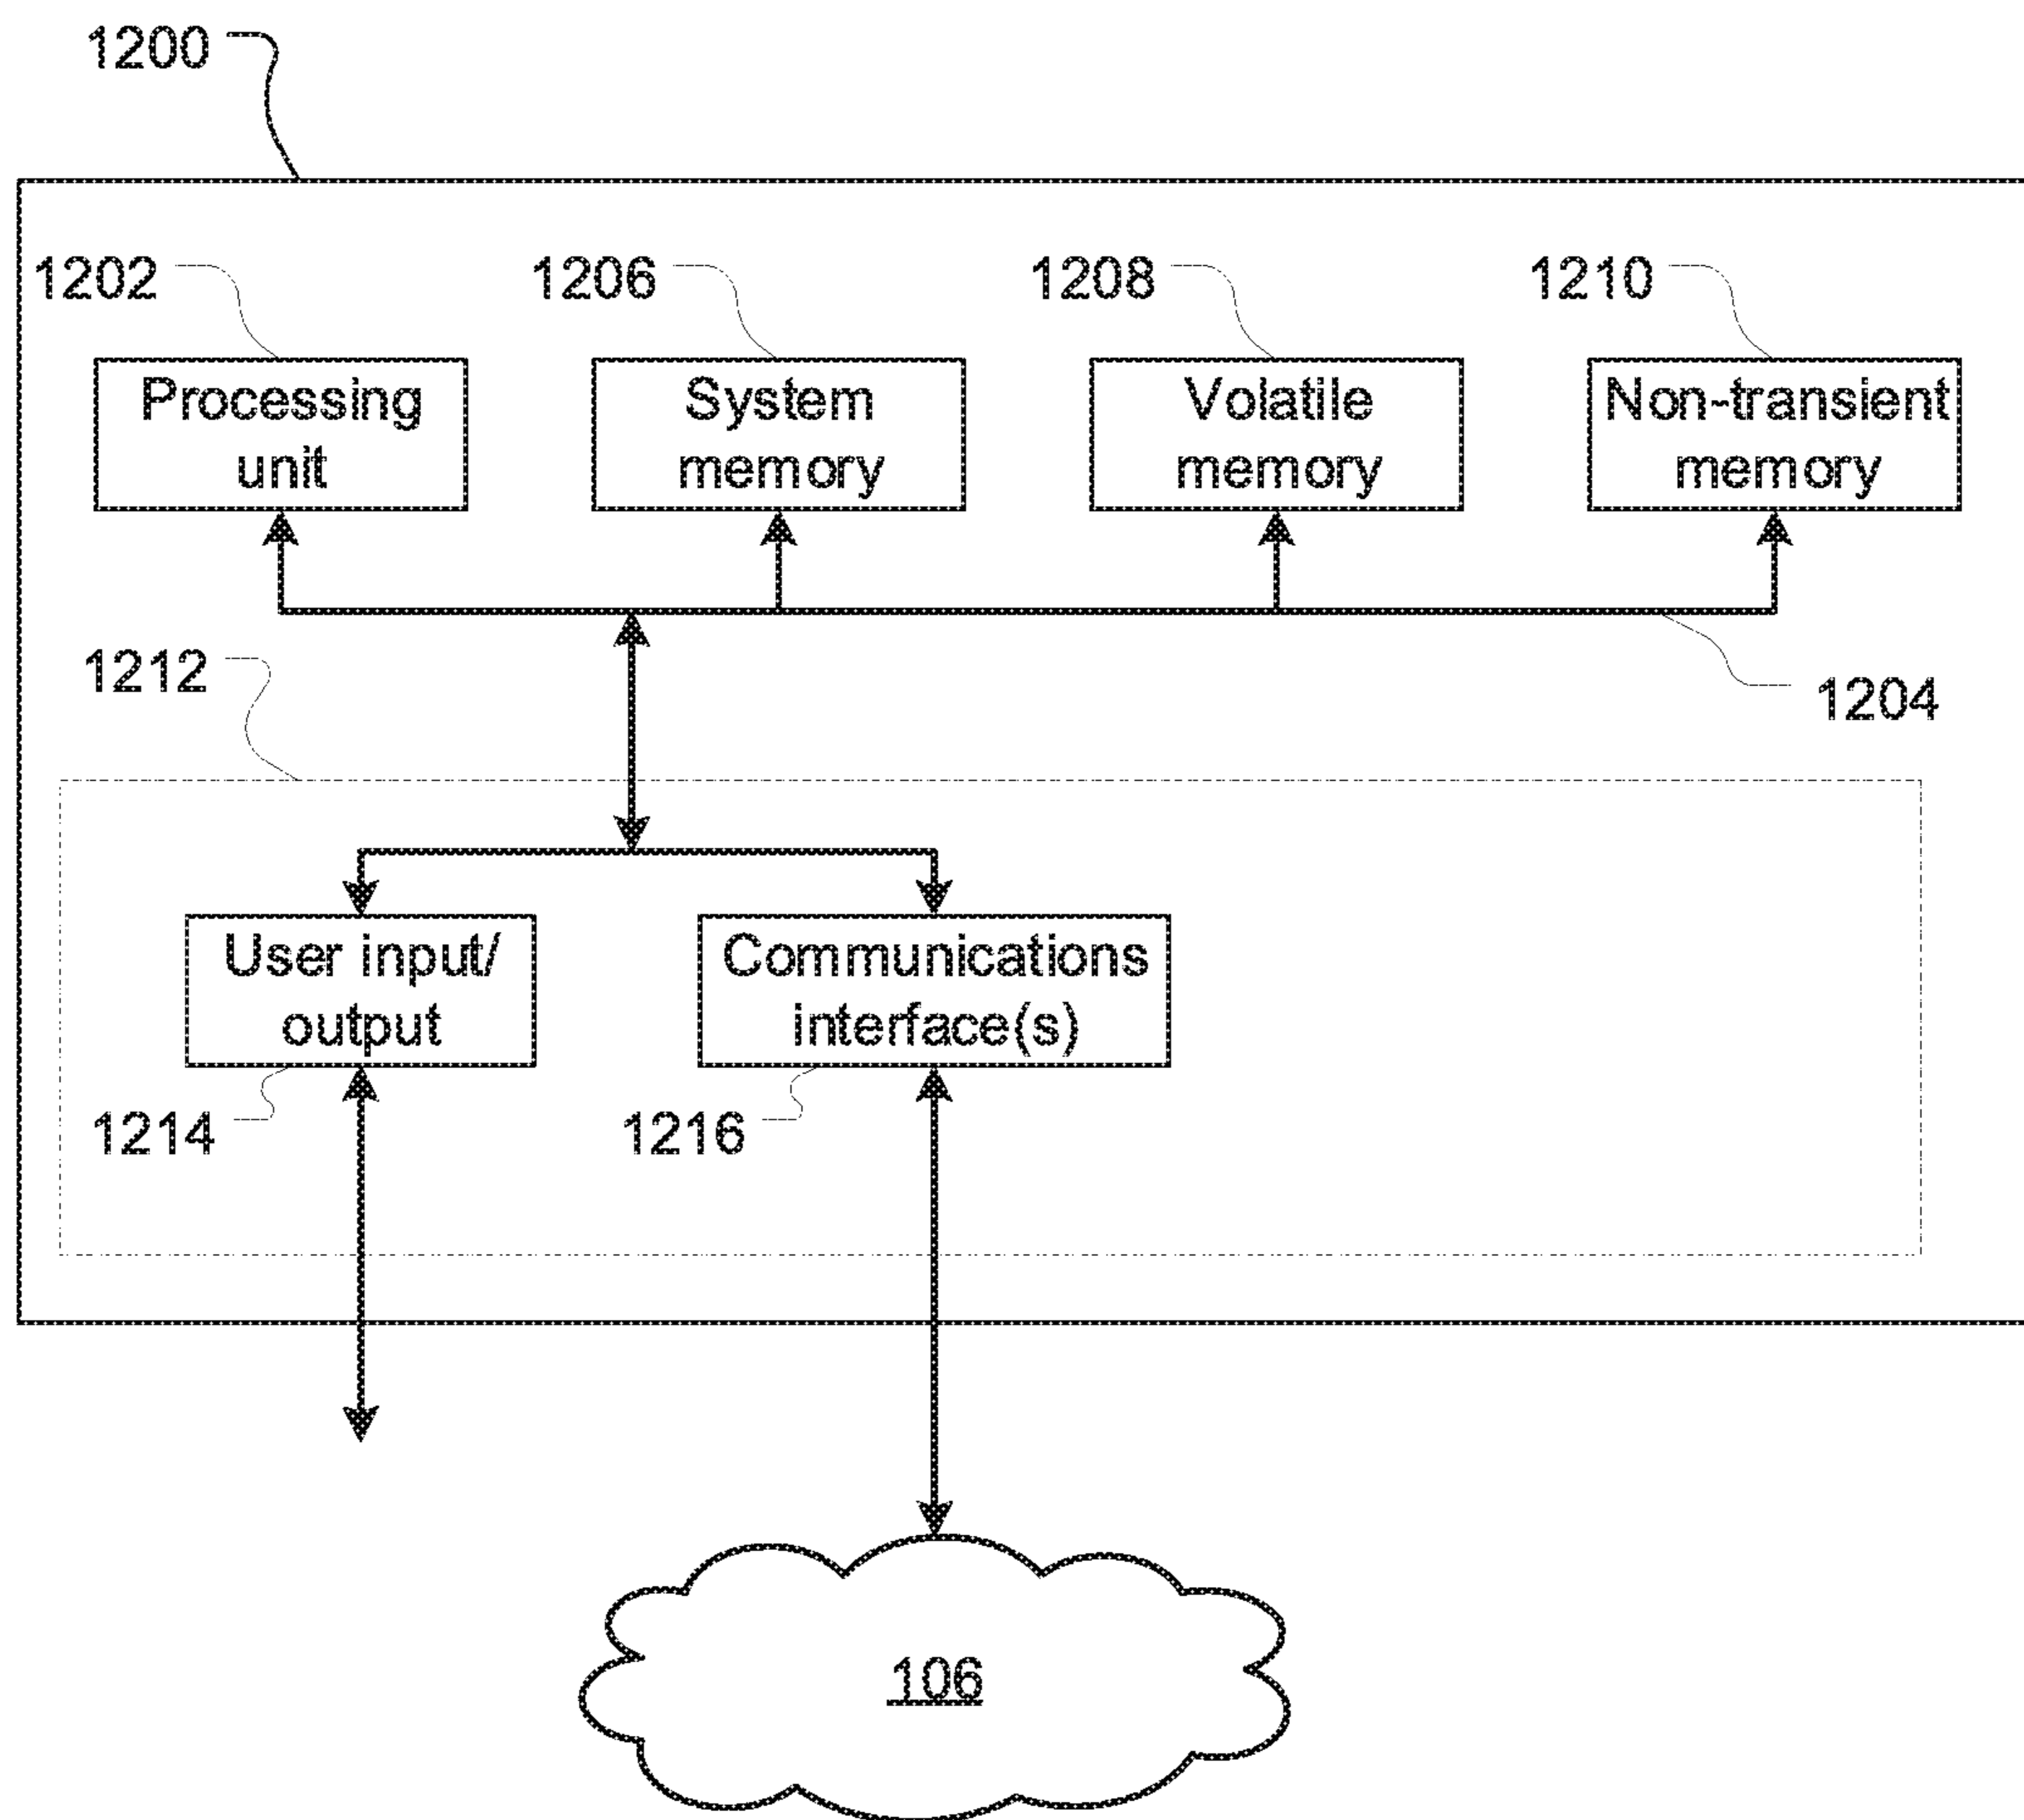 1200
1202
1206
1208
1210
Processing
unit
System
memory
Volatile
memory
Non-transient
memory
1212
1204
User input/
output
Communications
interface(s)
1214
1216
106